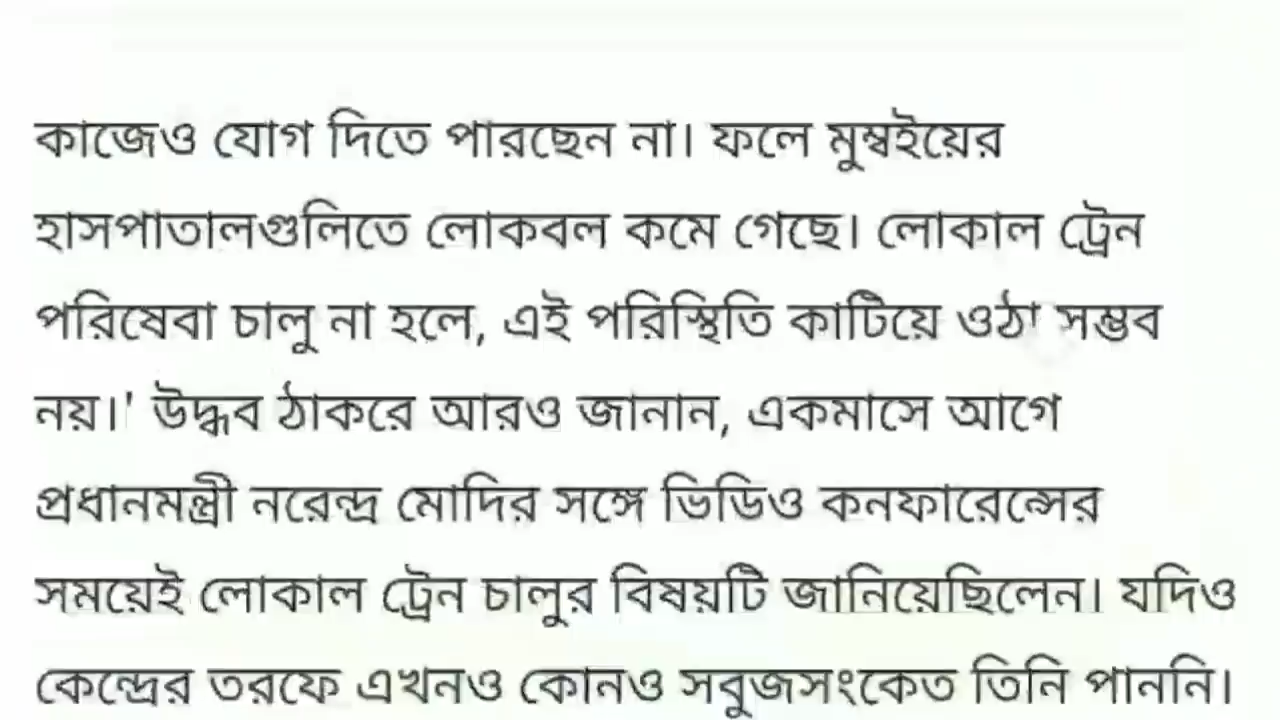 কাজেও যোগ দিতে পারছেন না। ফলে মুম্বইয়ের
হাসপাতালগুলিতে লোকবল কমে গেছে। লোকাল ট্রেন
পরিষেবা চালু না হলে, এই পরিস্থিতি কাটিয়ে ওঠা সম্ভব
নয়।' উদ্ধব ঠাকরে আরও জানান, একমাসে আগে
প্রধানমন্ত্রী নরেন্দ্র মোদির সঙ্গে ভিডিও কনফারেন্সের
সময়েই লোকাল ট্রেন চালুর বিষয়টি জানিয়েছিলেন। যদিও
কেন্দ্রের তরফে এখনও কোনও সবুজসংকেত তিনি পাননি।